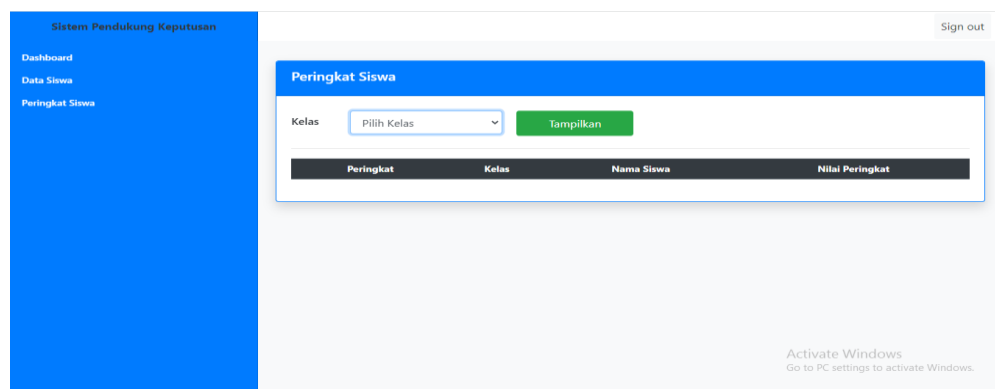 Sistem Pendukung Keputusan
Sign out
Dashboard
Data Siswa
Peringkat Siswa
Peringkat Siswa
Kelas Pilih Kelas Tampilkan
Peringkat Kelas Nama Siswa Nilai Peringkat
Activate Windows
Go to PC settings to activate Windows.